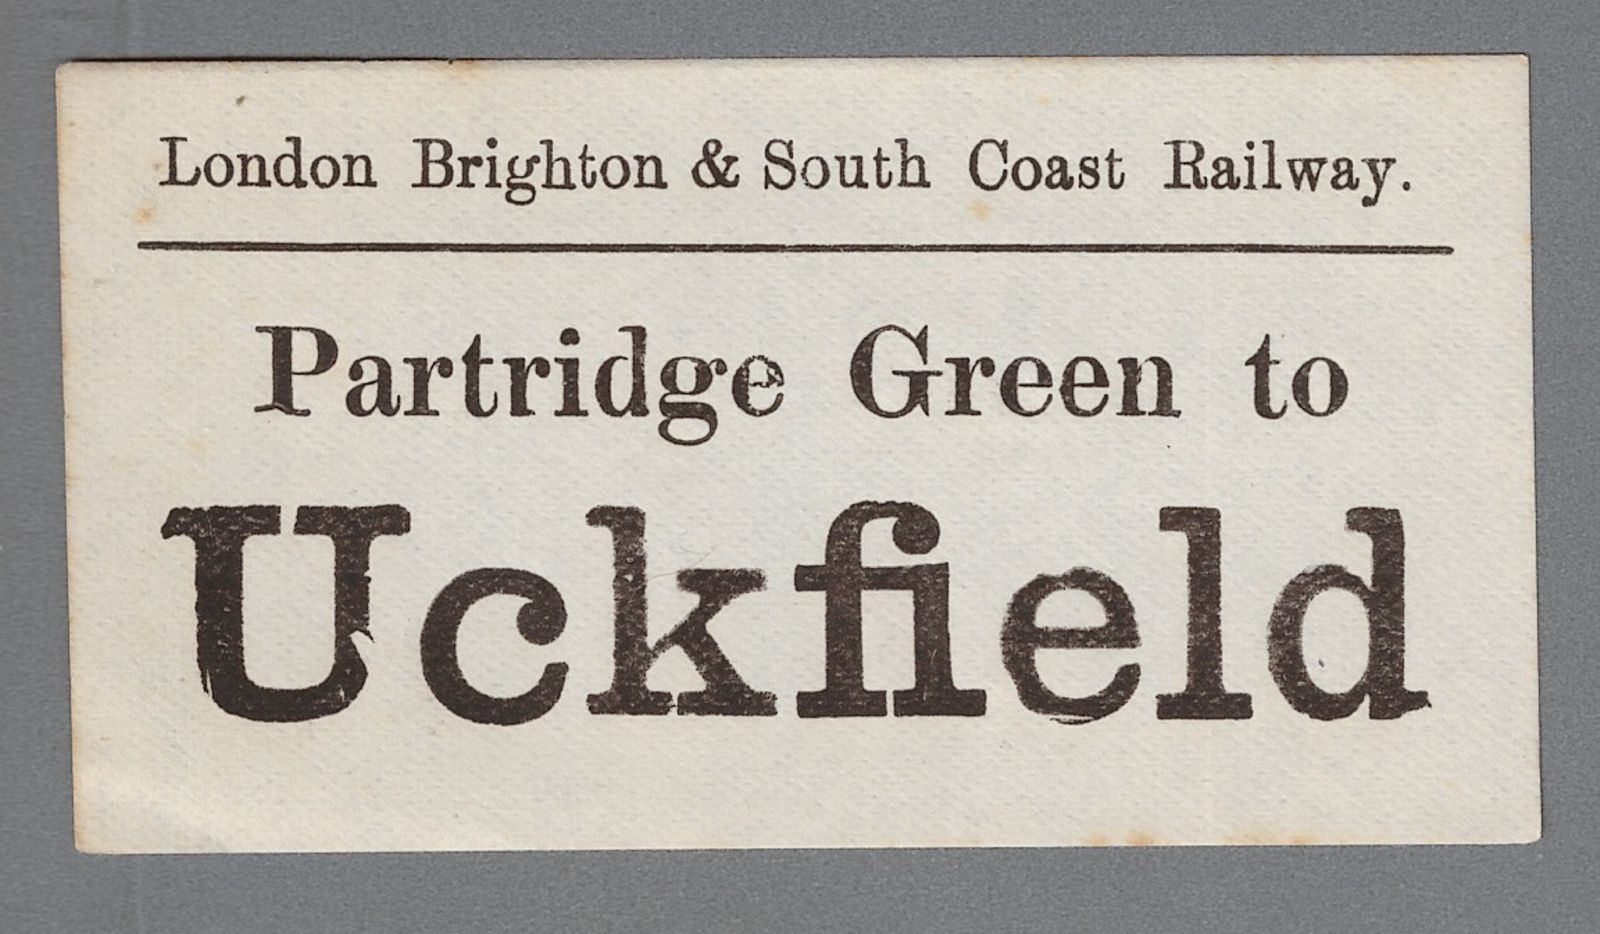 London Brighton & South Coast Railway.
Partridge Green to
Uckfield